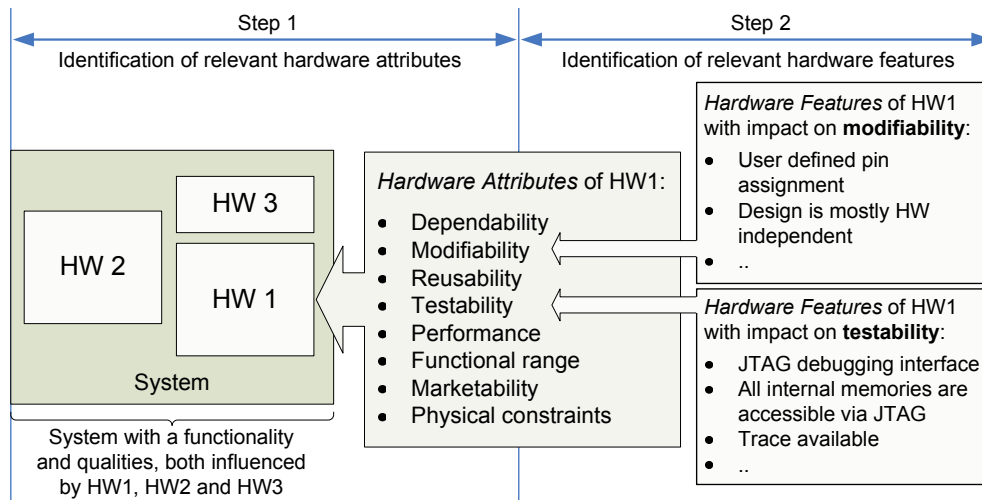 Step 1
Identification of relevant hardware attributes
Step 2
Identification of relevant hardware features
HW 2
HW 3
HW 1
System
System with a functionality
and qualities, both influenced
by HW1, HW2 and HW3
Hardware Attributes of HW1:
• Dependability
• Modifiability
• Reusability
• Testability
• Performance
• Functional range
• Marketability
• Physical constraints
Hardware Features of HW1
with impact on modifiability:
• User defined pin
assignment
• Design is mostly HW
independent
• ..
Hardware Features of HW1
with impact on testability:
• JTAG debugging interface
• All internal memories are
accessible via JTAG
• Trace available
• ..